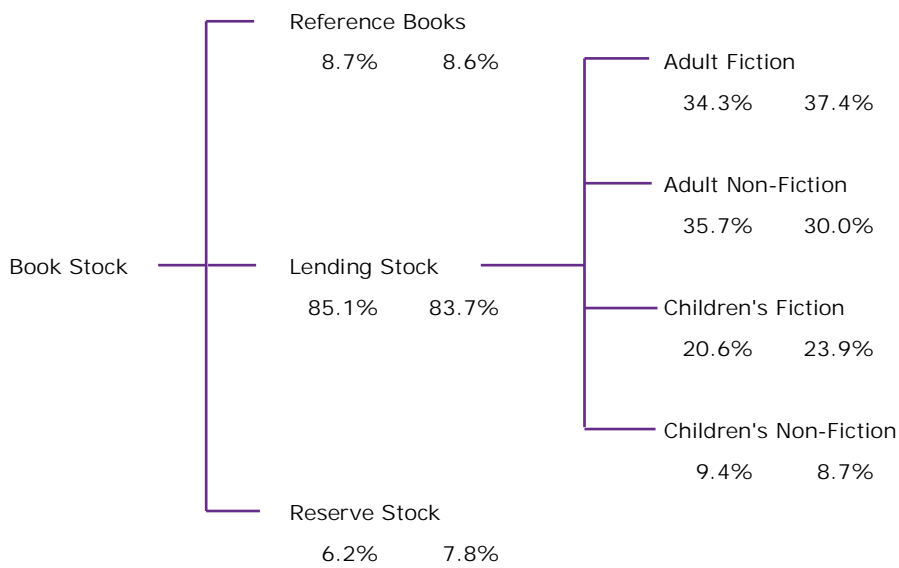 Reference Books
8.7% 8.6%
Adult Fiction
34.3% 37.4%
Adult Non-Fiction
35.7% 30.0%
Book Stock
Lending Stock
85.1% 83.7%
Children's Fiction
20.6% 23.9%
Children's Non-Fiction
9.4% 8.7%
Reserve Stock
6.2% 7.8%